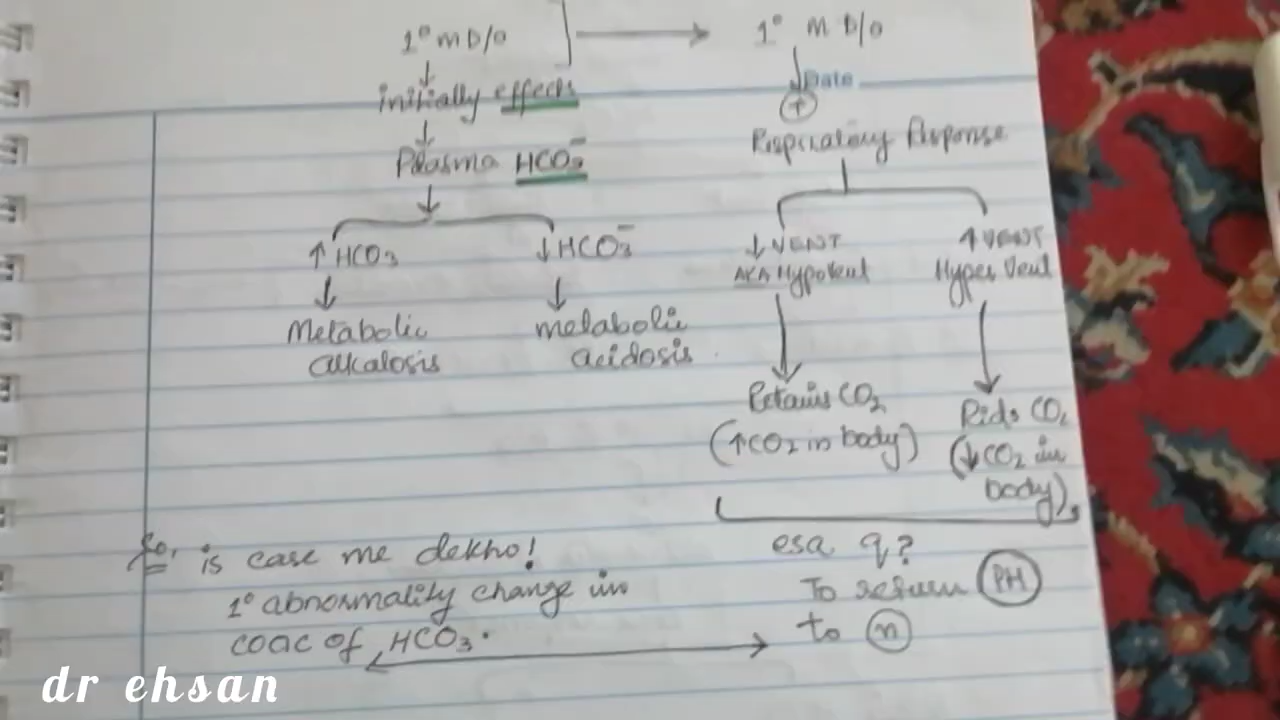 1° m D/o
initially effects
Plasma HCO₃⁻
↑ HCO₃
↓ HCO₃⁻
Metabolic
alkalosis
metabolic
acidosis.
1° m D/o
Date
+
Respiratory Response
↓ VENT
AKA Hypovent
↑ VENT
Hyper Vent
Retains CO₂
(↑CO₂ in body)
Rids CO₂
(↓CO₂ in
body)
So, is case me dekho!
1° abnormality change in
conc of HCO₃.
esa q?
To return PH
to n
dr ehsan